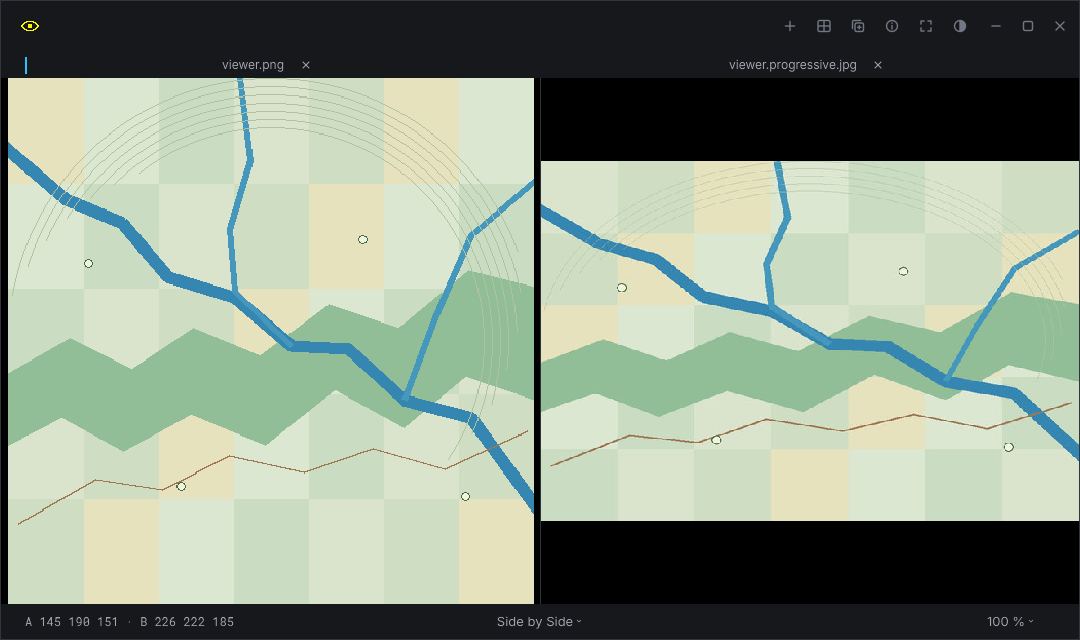 viewer.png
viewer.progressive.jpg
A 145 190 151 · B 226 222 185
Side by Side
100 %